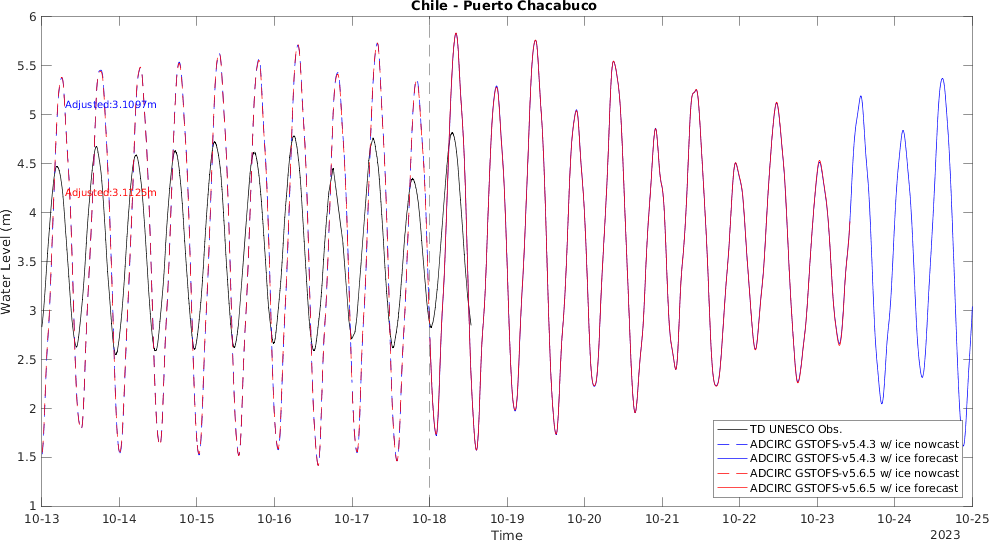 Chile - Puerto Chacabuco
6
5.5
5
4.5
4
3.5
3
2.5
2
1.5
1
Water Level (m)
Adjusted:3.1097m
Adjusted:3.1125m
TD UNESCO Obs.
ADCIRC GSTOFS-v5.4.3 w/ ice nowcast
ADCIRC GSTOFS-v5.4.3 w/ ice forecast
ADCIRC GSTOFS-v5.6.5 w/ ice nowcast
ADCIRC GSTOFS-v5.6.5 w/ ice forecast
10-13 10-14 10-15 10-16 10-17 10-18 10-19 10-20 10-21 10-22 10-23 10-24 10-25
Time
2023